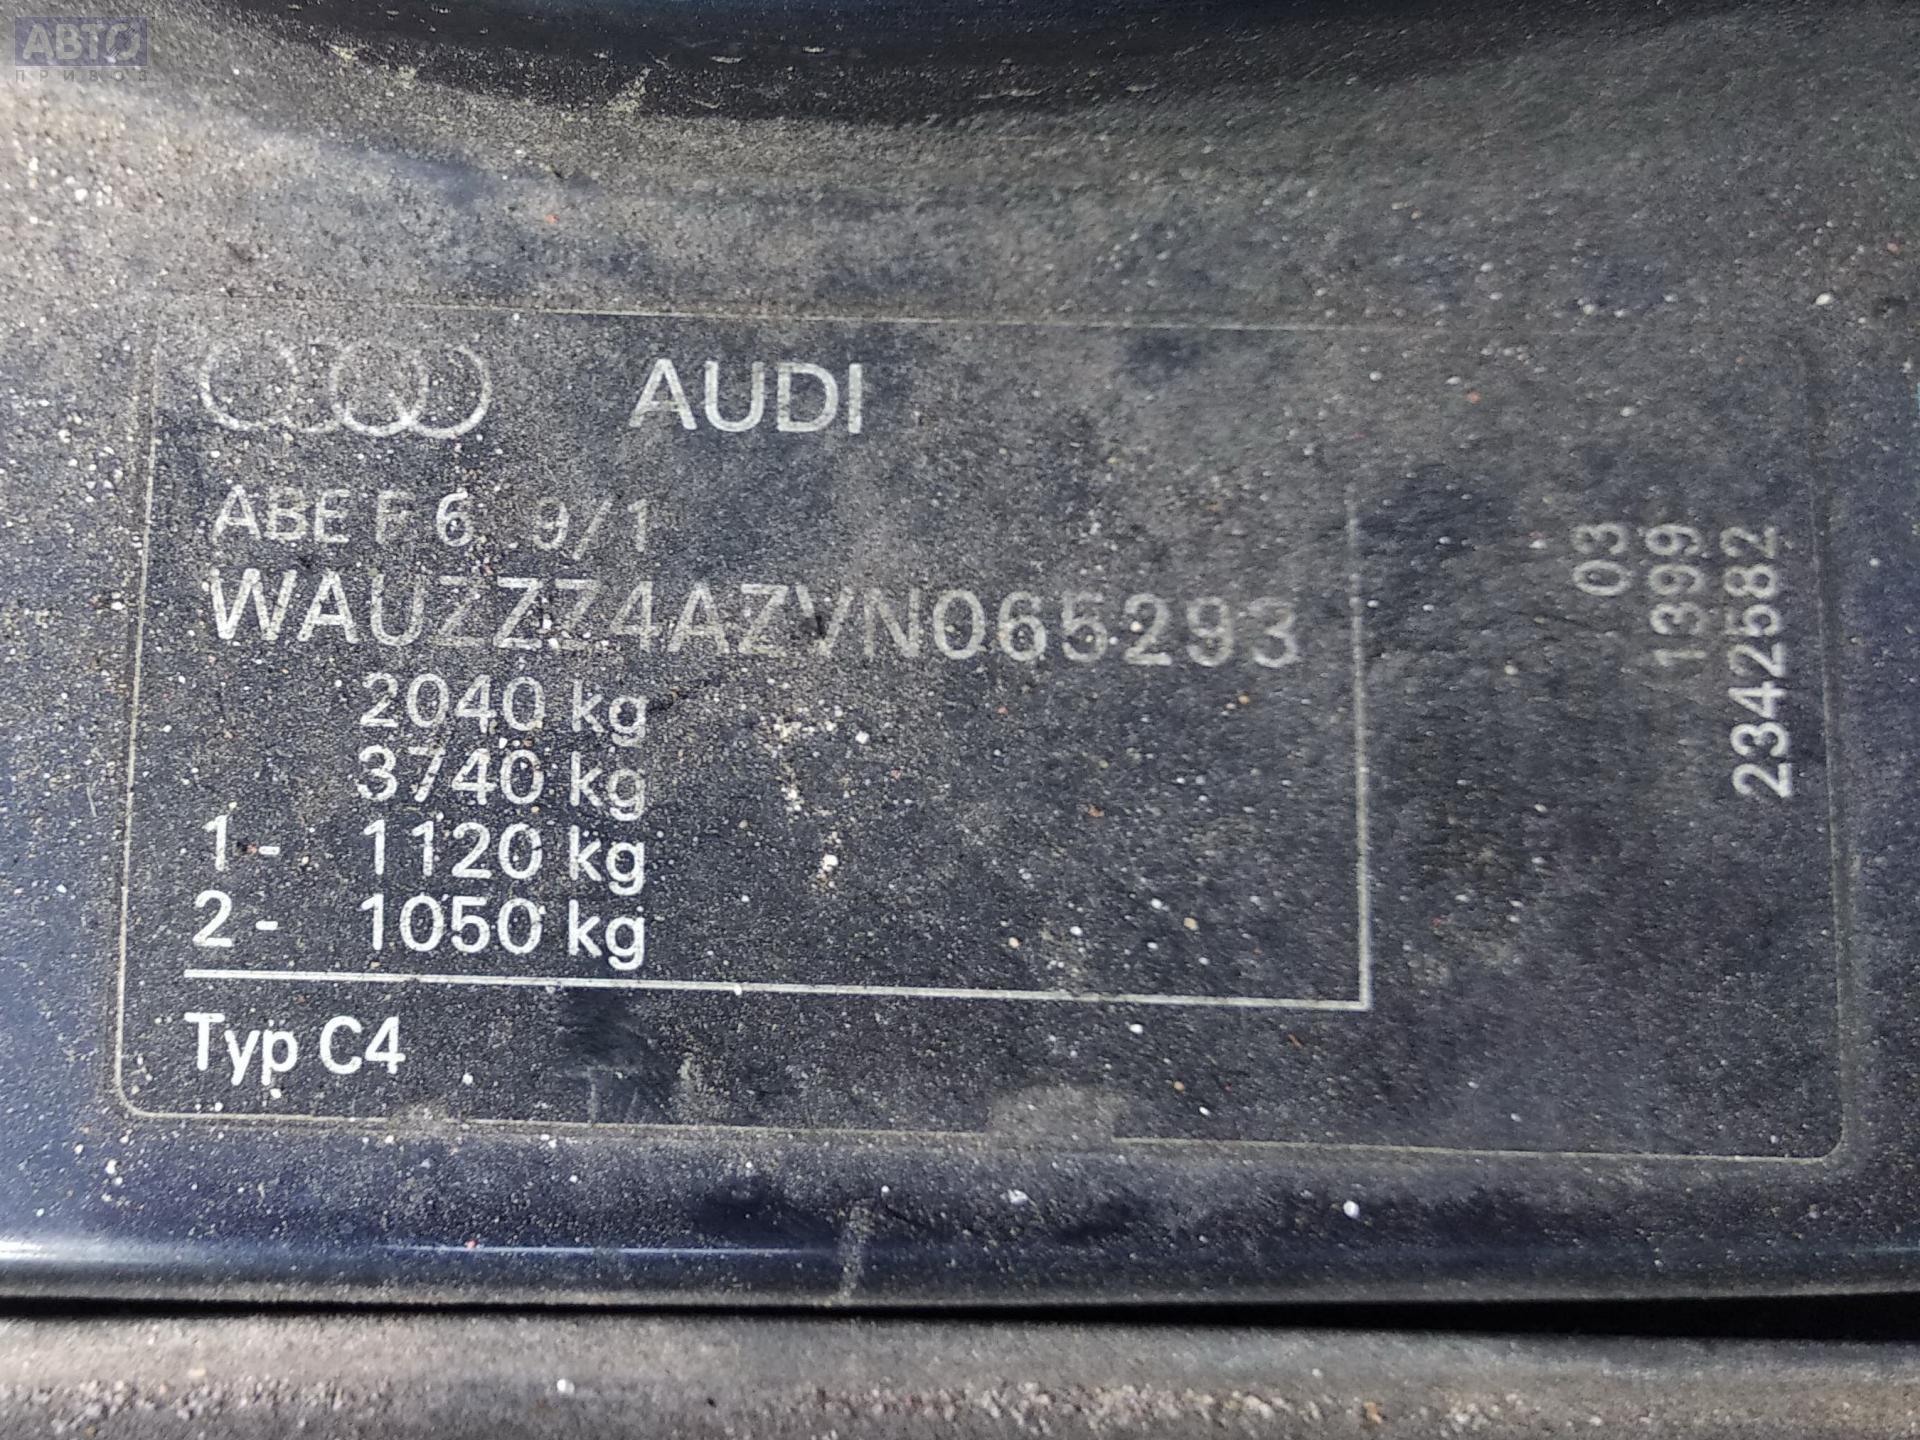 АВТО
ПРИВОЗ
AUDI
ABE F 6 9/1
WAUZZZ4AZVN065293
2040 kg
3740 kg
1- 1120 kg
2- 1050 kg
Typ C4
03
1399
2342582